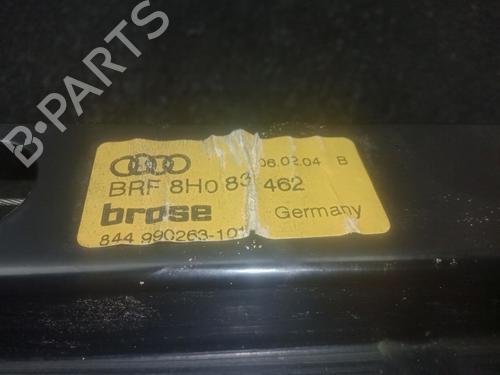 B-PARTS
06.02.04 B
BRF 8H0 83 462
brose Germany
844 990263-101